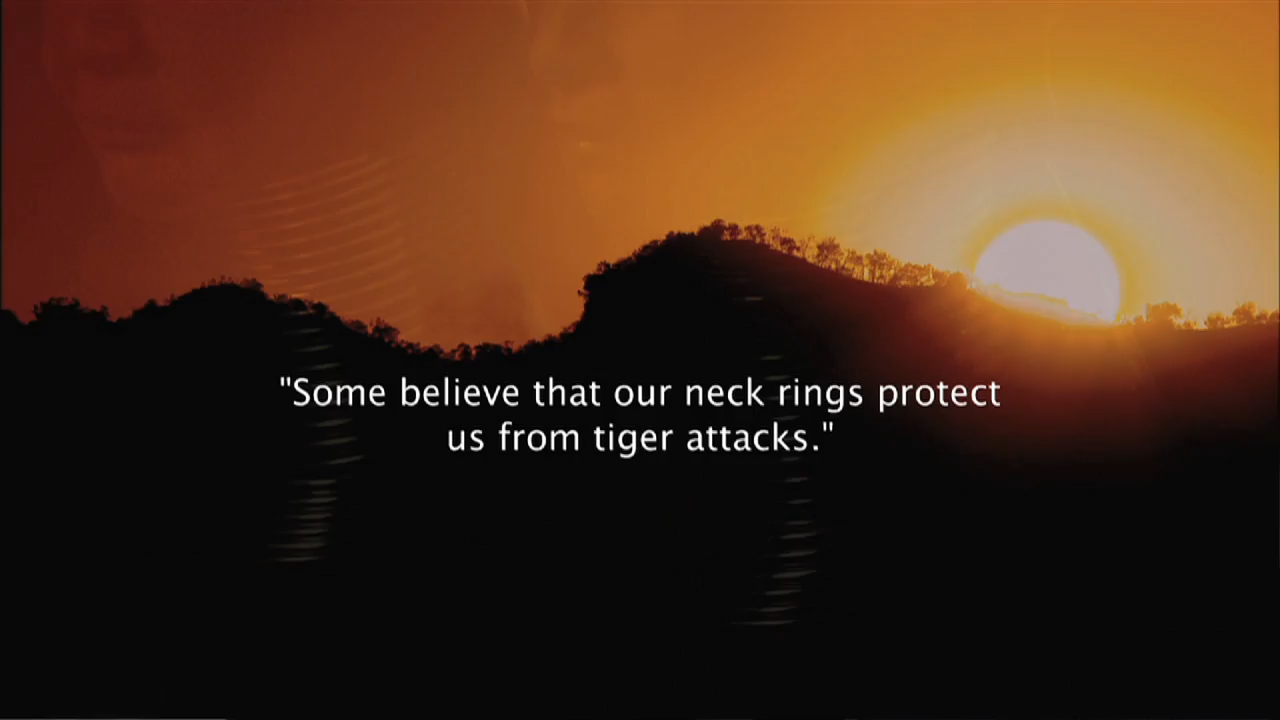 "Some believe that our neck rings protect
us from tiger attacks."